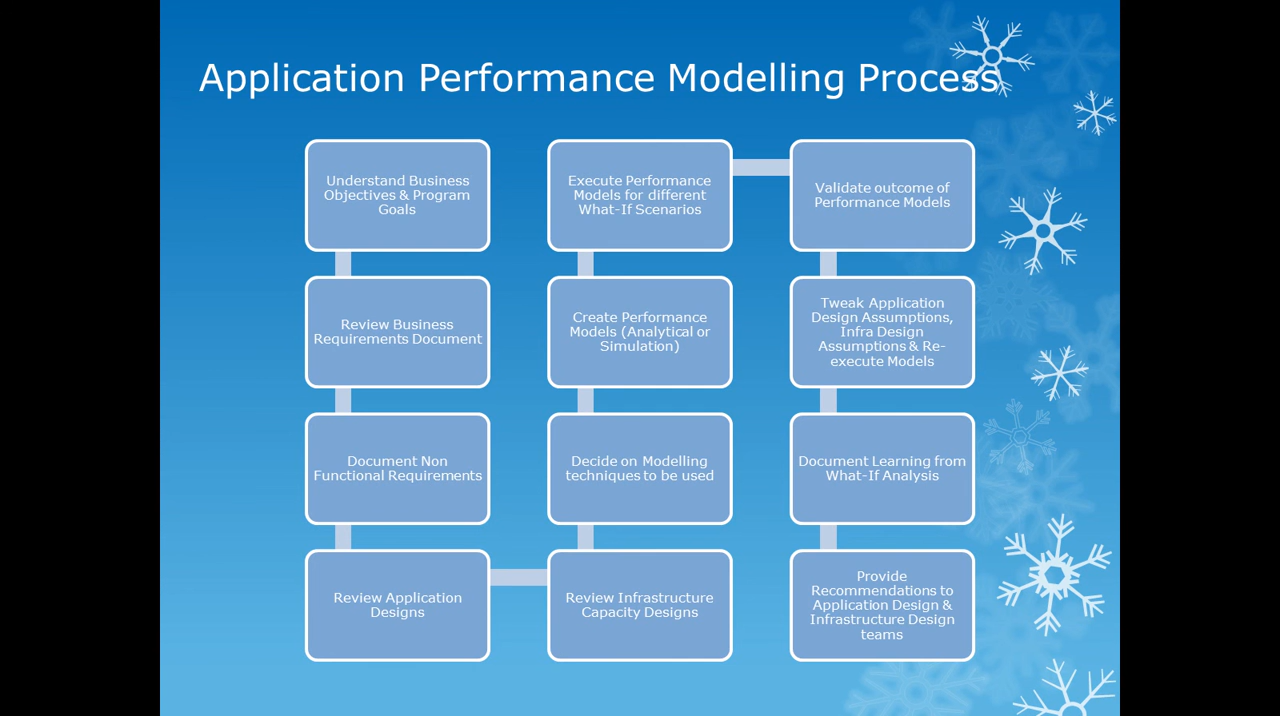 Application Performance Modelling Process
Understand Business
Objectives & Program
Goals
Review Business
Requirements Document
Document Non
Functional Requirements
Review Application
Designs
Review Infrastructure
Capacity Designs
Decide on Modelling
techniques to be used
Create Performance
Models (Analytical or
Simulation)
Execute Performance
Models for different
What-If Scenarios
Validate outcome of
Performance Models
Tweak Application
Design Assumptions,
Infra Design
Assumptions & Re-
execute Models
Document Learning from
What-If Analysis
Provide
Recommendations to
Application Design &
Infrastructure Design
teams